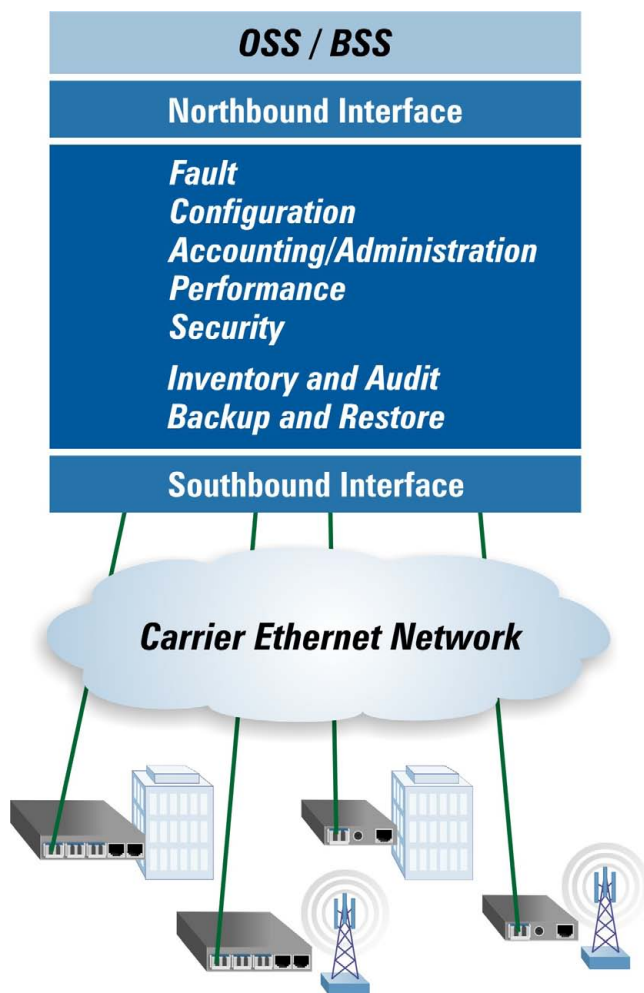 OSS / BSS
Northbound Interface
Fault
Configuration
Accounting/Administration
Performance
Security
Inventory and Audit
Backup and Restore
Southbound Interface
Carrier Ethernet Network